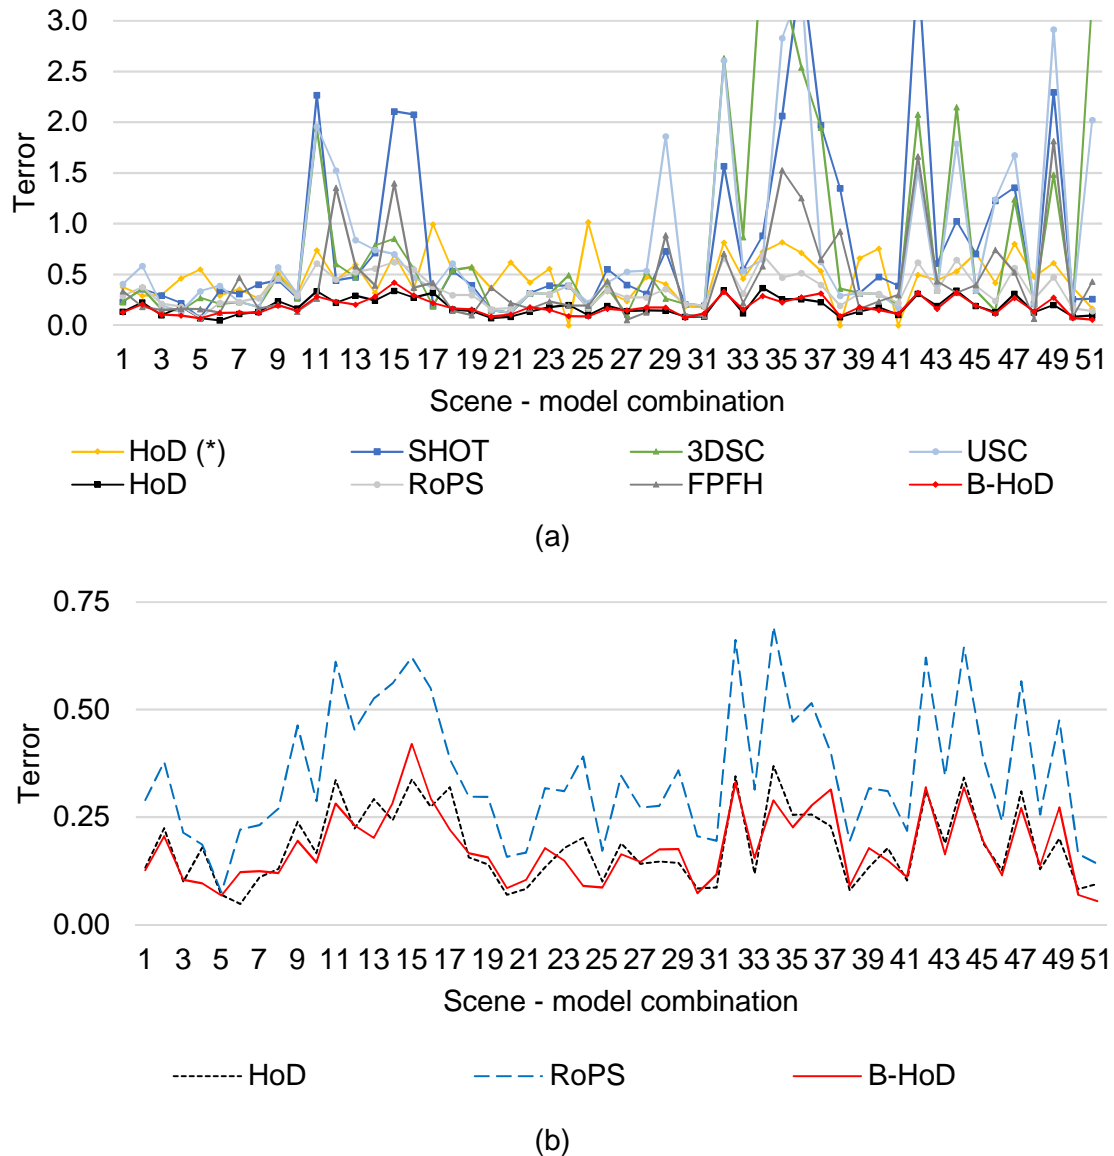 3.0
2.5
2.0
1.5
1.0
0.5
0.0
Terror
1 3 5 7 9 11 13 15 17 19 21 23 25 27 29 31 33 35 37 39 41 43 45 47 49 51
Scene - model combination
HoD (*) SHOT 3DSC USC
HoD RoPS FPFH B-HoD
(a)
0.75
0.50
0.25
0.00
Terror
1 3 5 7 9 11 13 15 17 19 21 23 25 27 29 31 33 35 37 39 41 43 45 47 49 51
Scene - model combination
HoD RoPS B-HoD
(b)